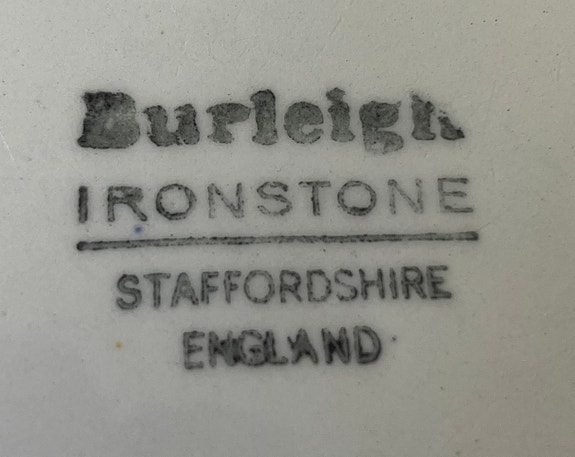 Burleigh
IRONSTONE
STAFFORDSHIRE
ENGLAND